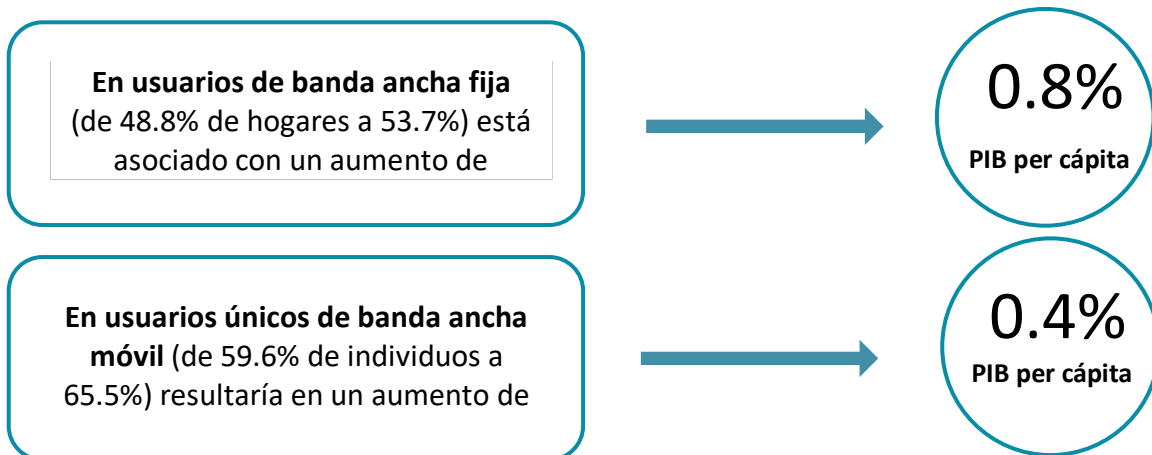 En usuarios de banda ancha fija
(de 48.8% de hogares a 53.7%) está
asociado con un aumento de
0.8%
PIB per cápita
En usuarios únicos de banda ancha
móvil (de 59.6% de individuos a
65.5%) resultaría en un aumento de
0.4%
PIB per cápita